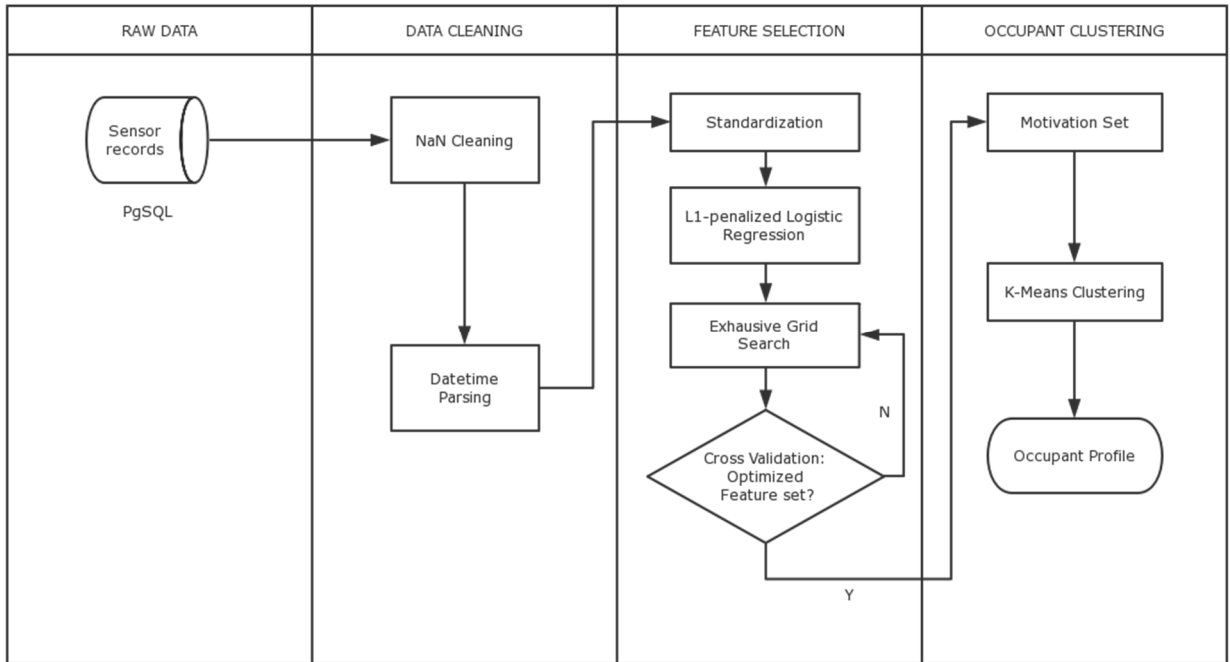 RAW DATA
DATA CLEANING
FEATURE SELECTION
OCCUPANT CLUSTERING
Sensor
records
PgSQL
NaN Cleaning
Datetime
Parsing
Standardization
L1-penalized Logistic
Regression
Exhausive Grid
Search
N
Cross Validation:
Optimized
Feature set?
Y
Motivation Set
K-Means Clustering
Occupant Profile